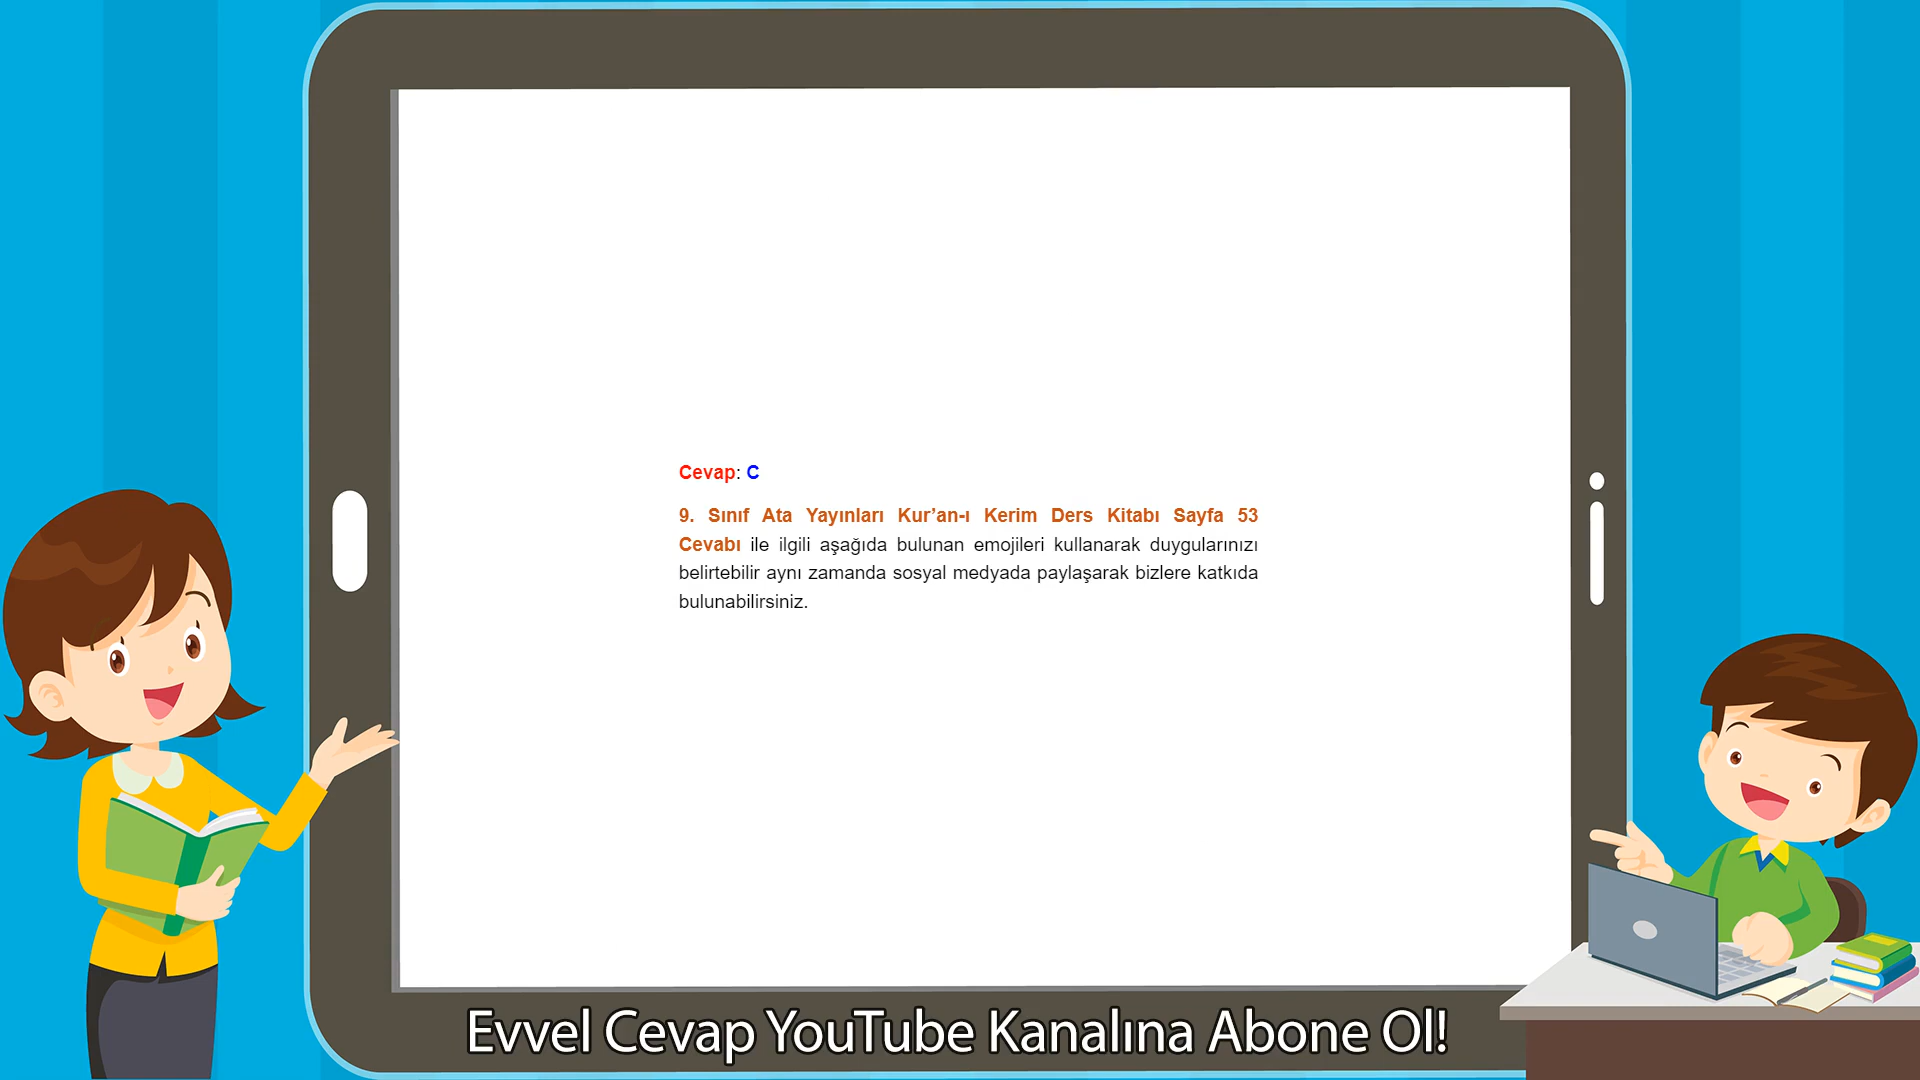 Cevap: C
9. Sınıf Ata Yayınları Kur’an-ı Kerim Ders Kitabı Sayfa 53
Cevabı ile ilgili aşağıda bulunan emojileri kullanarak duygularınızı
belirtebilir aynı zamanda sosyal medyada paylaşarak bizlere katkıda
bulunabilirsiniz.
Evvel Cevap YouTube Kanalına Abone Ol!